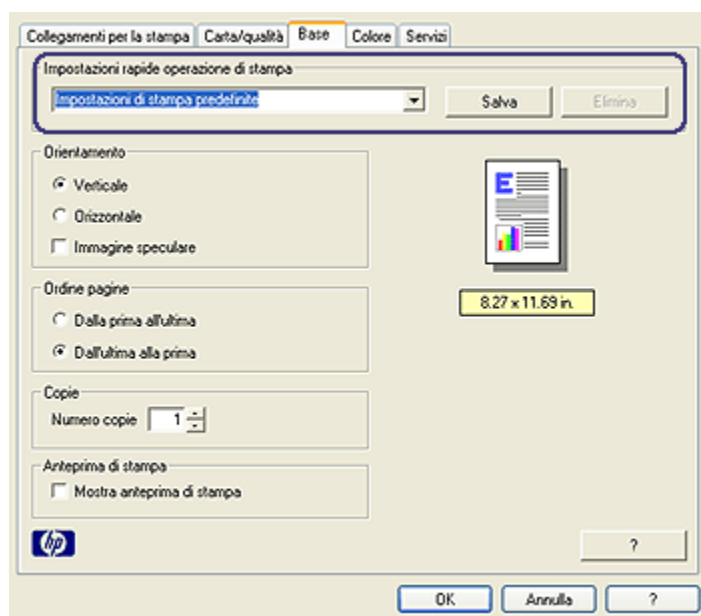 Collegamenti per la stampa Carta/qualità Base Colore Servizi
Impostazioni rapide operazione di stampa
Impostazioni di stampa predefinite Salva Elimina
Orientamento
Verticale
Orizzontale
Immagine speculare
E
8.27 x 11.69 in.
Ordine pagine
Dalla prima all'ultima
Dall'ultima alla prima
Copie
Numero copie 1
Anteprima di stampa
Mostra anteprima di stampa
hp ?
OK Annulla ?